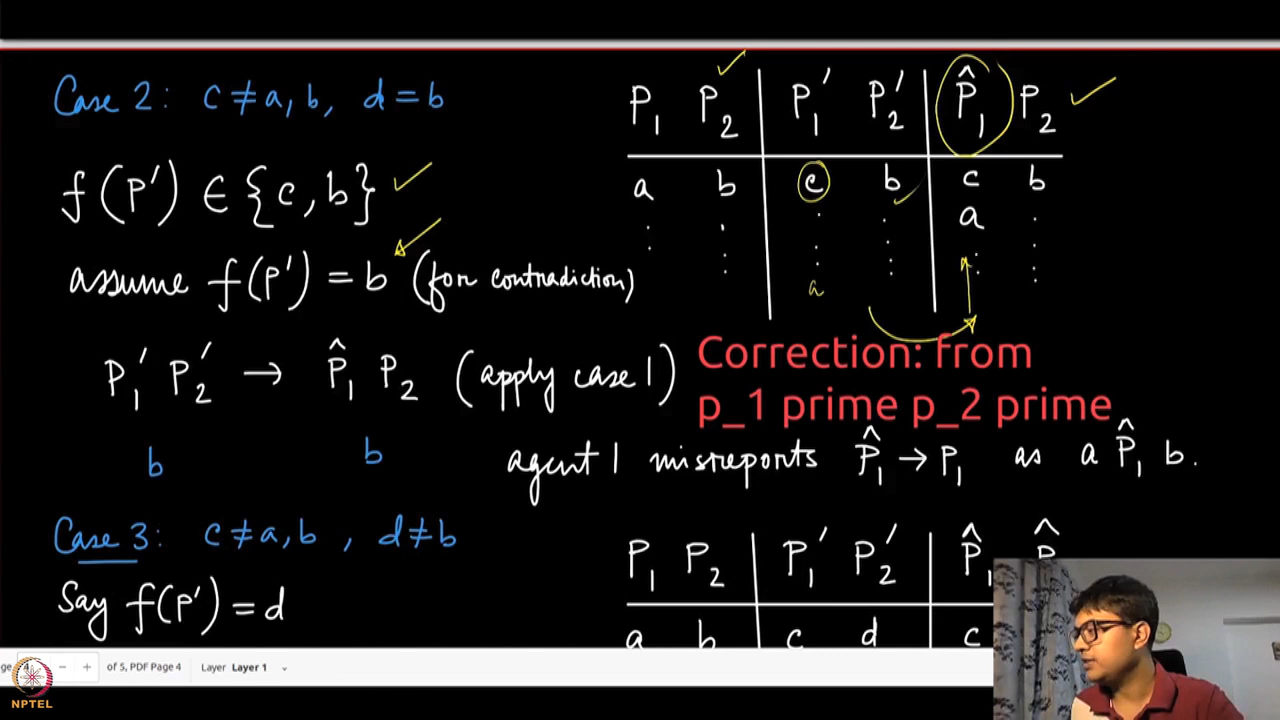 Case 2: c ≠ a, b, d = b
f(P') ∈ {c, b}
assume f(P') = b (for contradiction)
P₁' P₂' → P̂₁ P₂ (apply case 1)
b b
P₁ P₂ P₁' P₂' P̂₁ P₂
a b c b c b
a
a
Correction: from
p_1 prime p_2 prime
agent 1 misreports P̂₁ → P₁ as a P̂₁ b.
Case 3: c ≠ a, b , d ≠ b
Say f(P') = d
P₁ P₂ P₁' P₂' P̂₁ P̂
a b c d c
of 5, PDF Page 4 Layer Layer 1
NPTEL